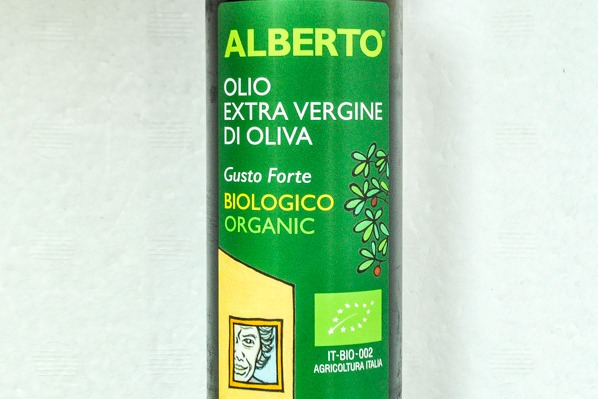 ALBERTO®
OLIO
EXTRA VERGINE
DI OLIVA
Gusto Forte
BIOLOGICO
ORGANIC
IT-BIO-002
AGRICOLTURA ITALIA